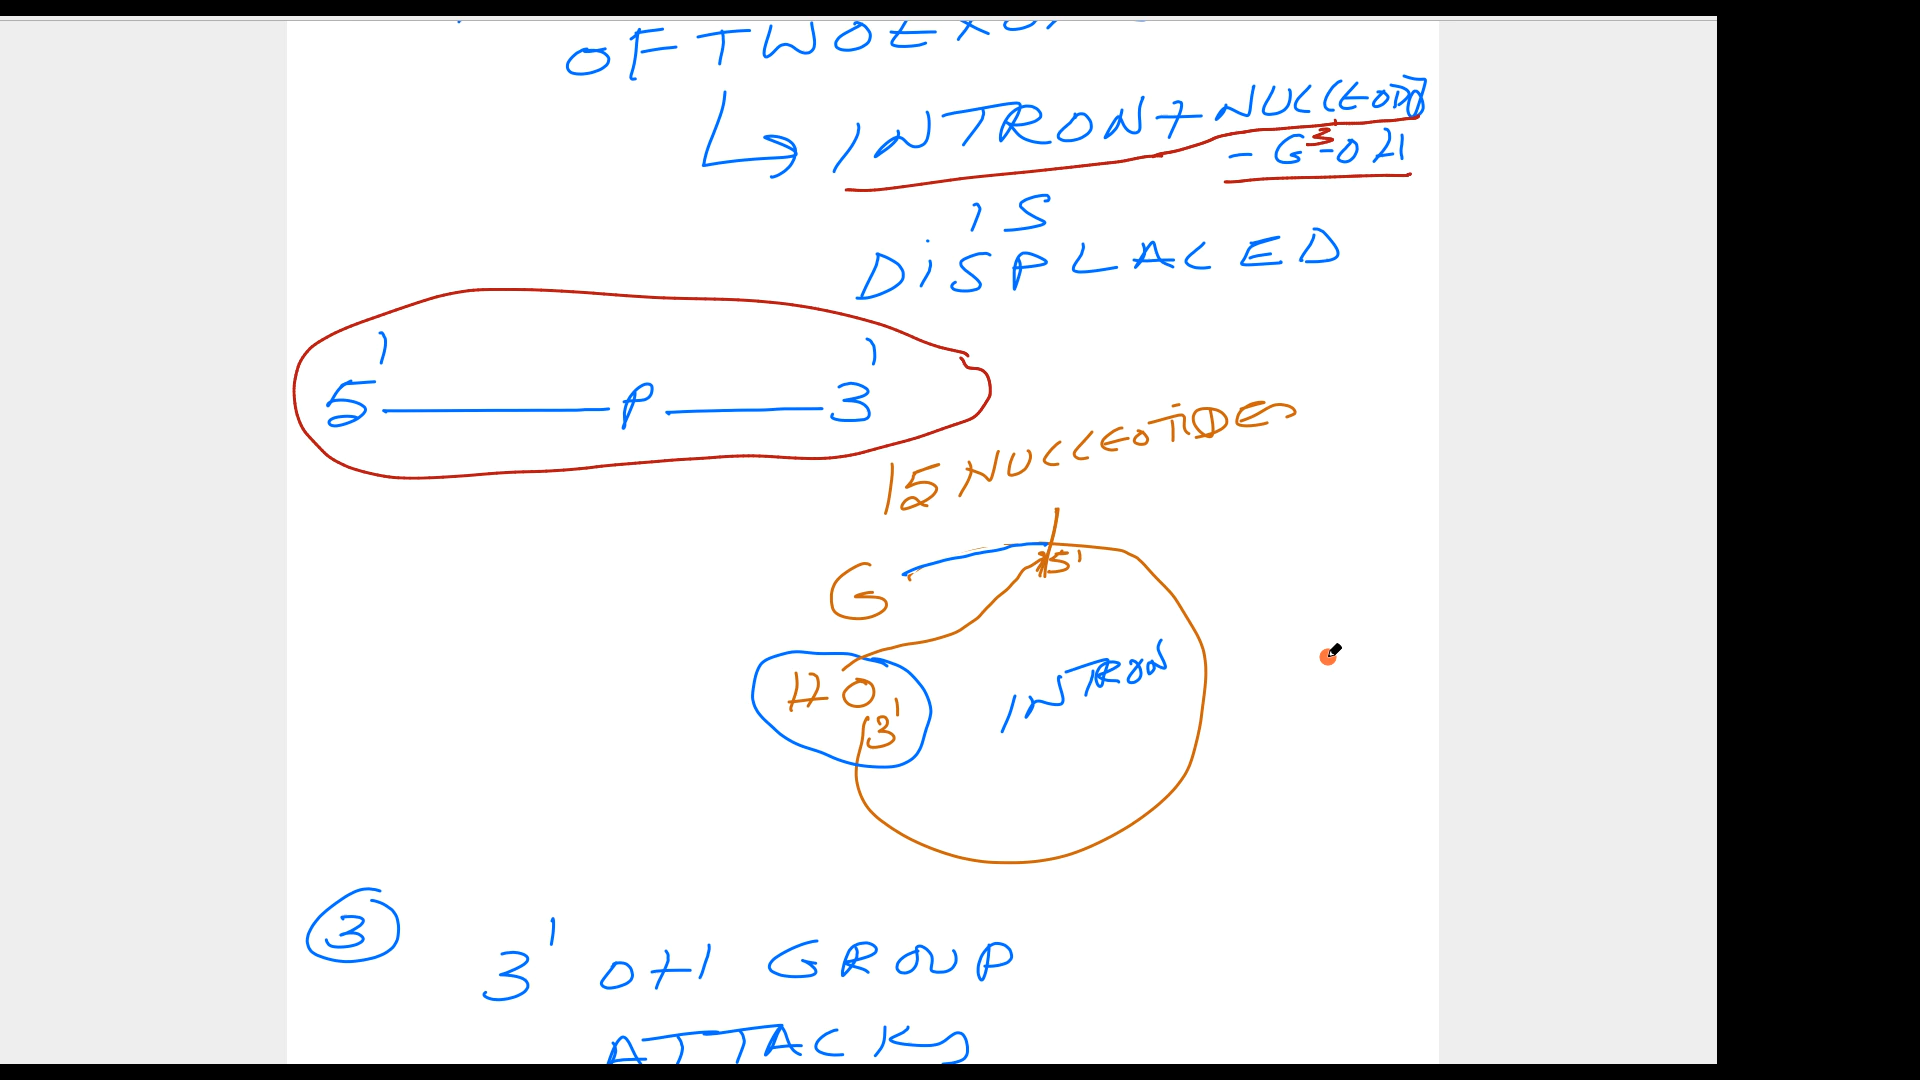 OF TWO EXON
INTRON + NUCLEOTIDE
- G - OH
IS
DISPLACED
5' P 3'
15 NUCLEOTIDES
5'
G
INTRON
HO
3'
3
3' OH GROUP
ATTACKS